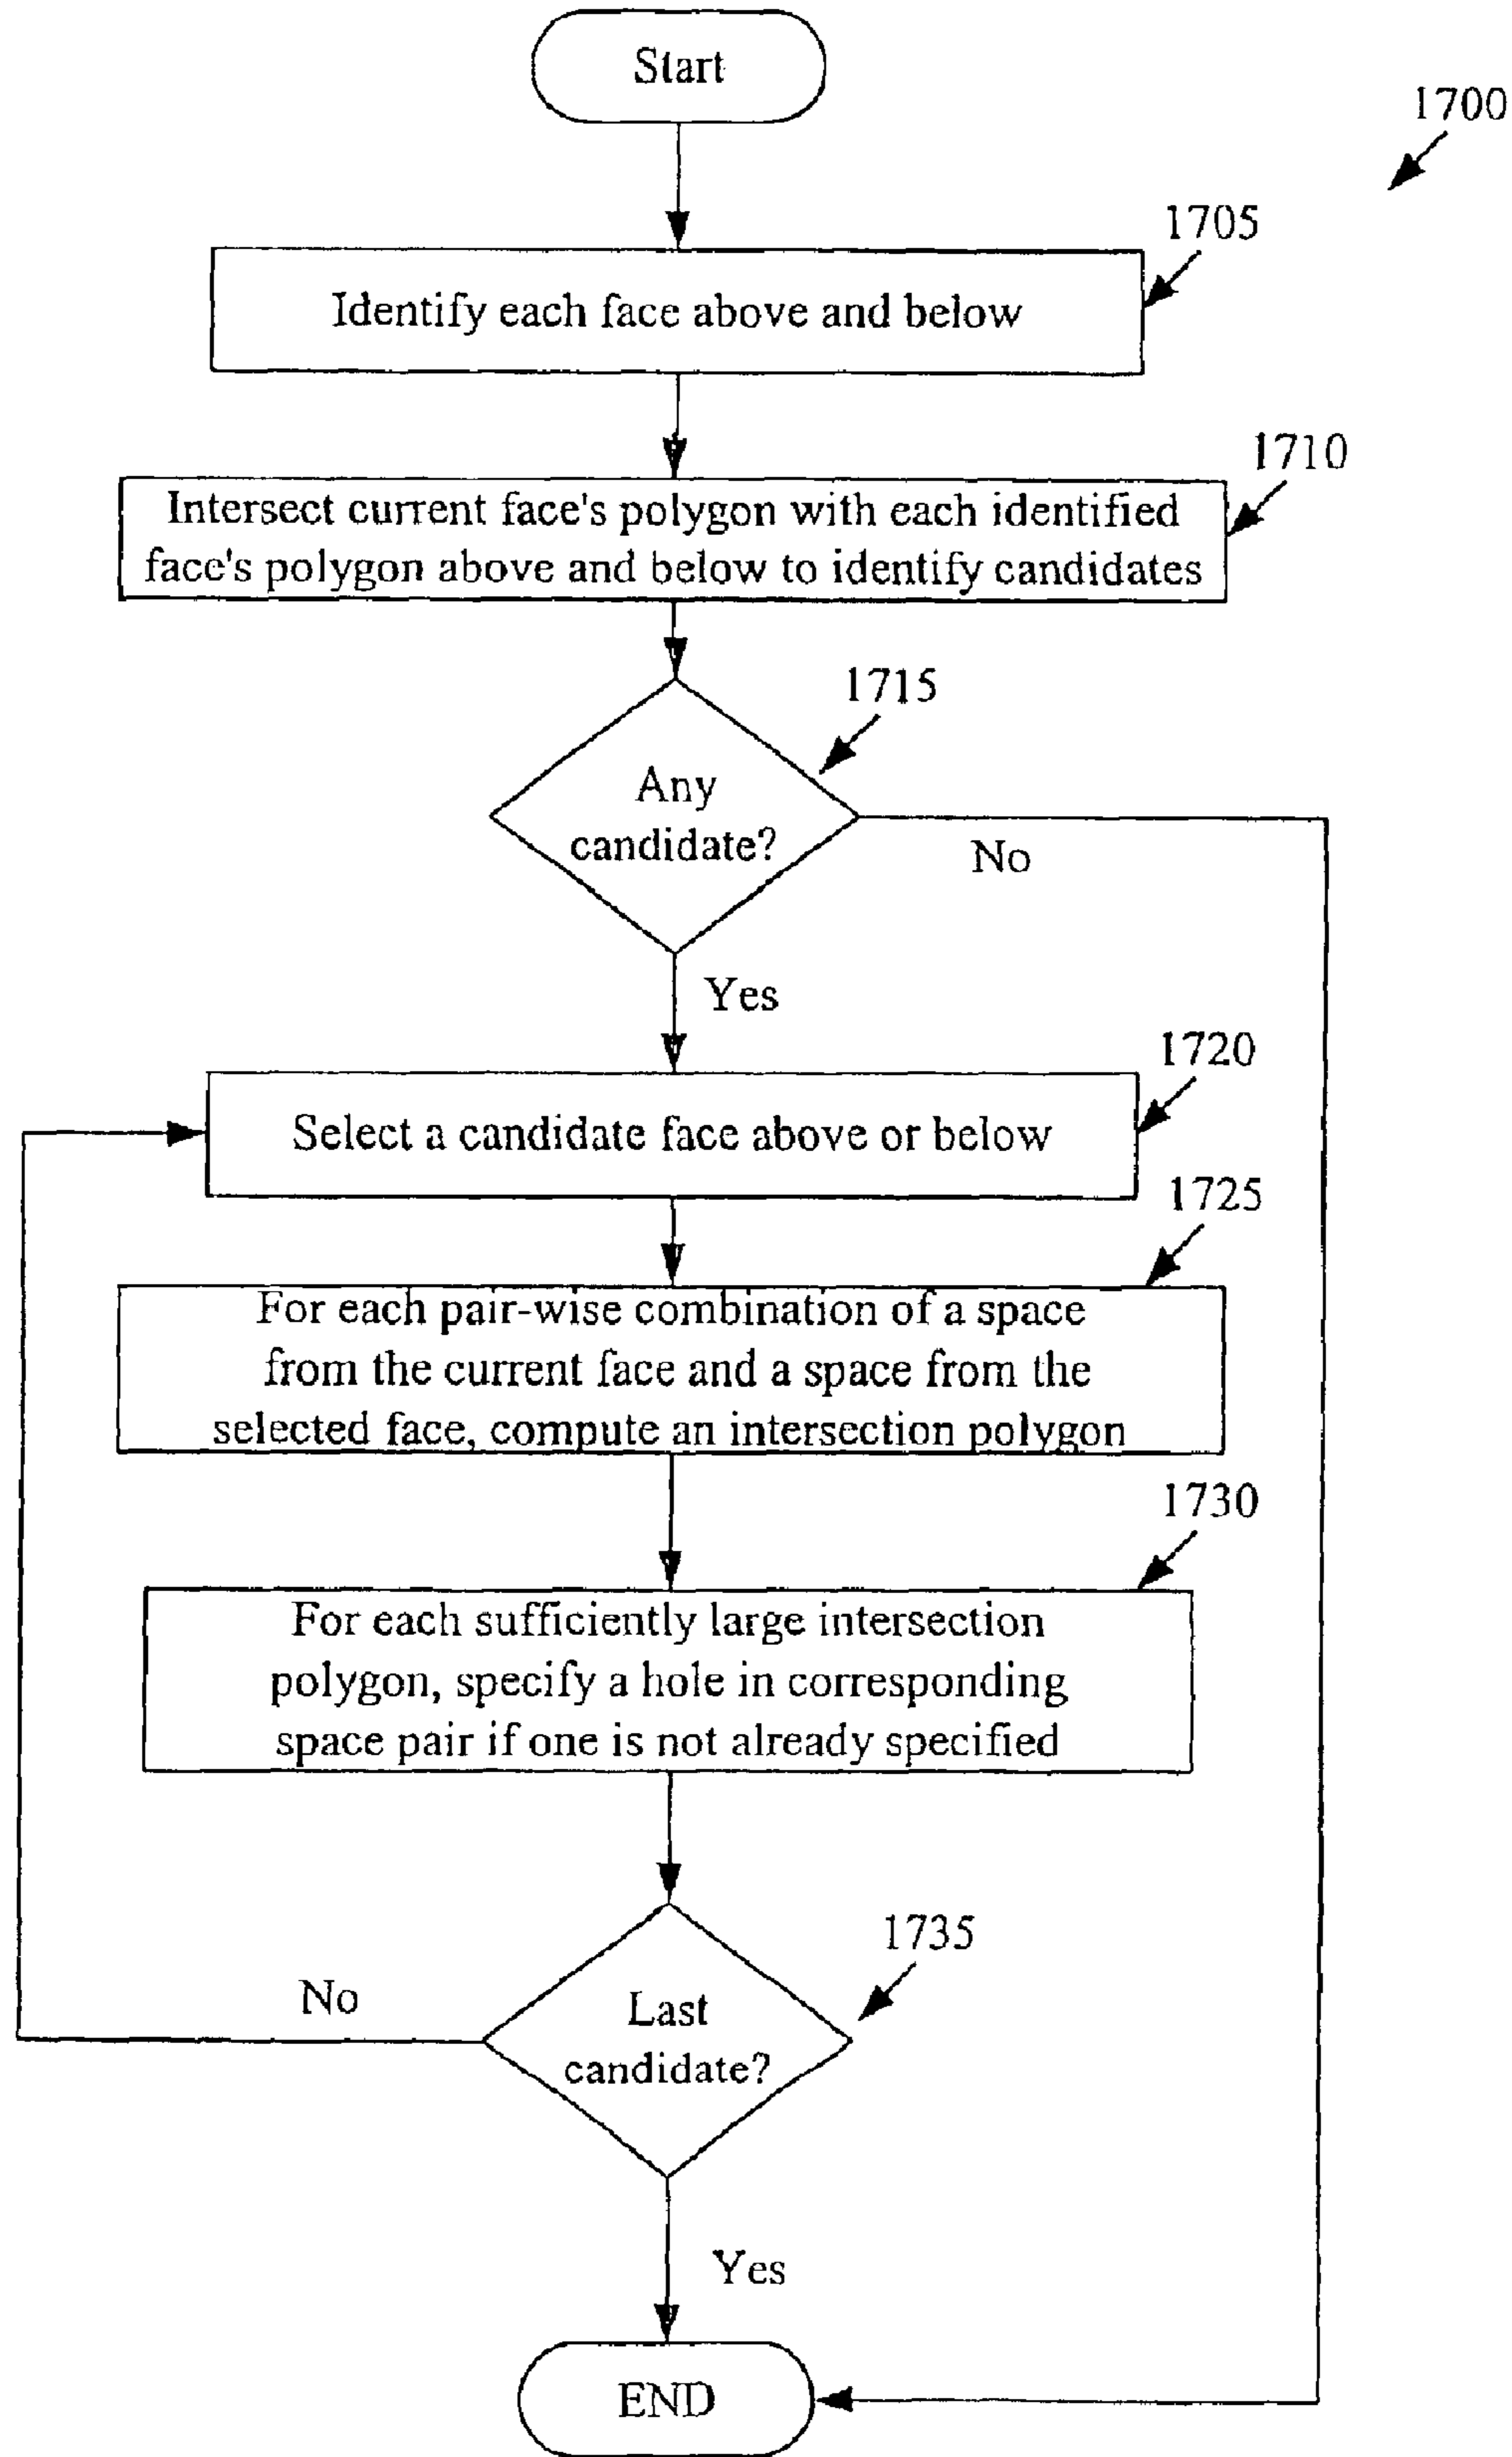 Start
1700
1705
Identify each face above and below
1710
Intersect current face's polygon with each identified
face's polygon above and below to identify candidates
1715
Any
candidate?
No
Yes
1720
Select a candidate face above or below
1725
For each pair-wise combination of a space
from the current face and a space from the
selected face, compute an intersection polygon
1730
For each sufficiently large intersection
polygon, specify a hole in corresponding
space pair if one is not already specified
1735
No
Last
candidate?
Yes
END